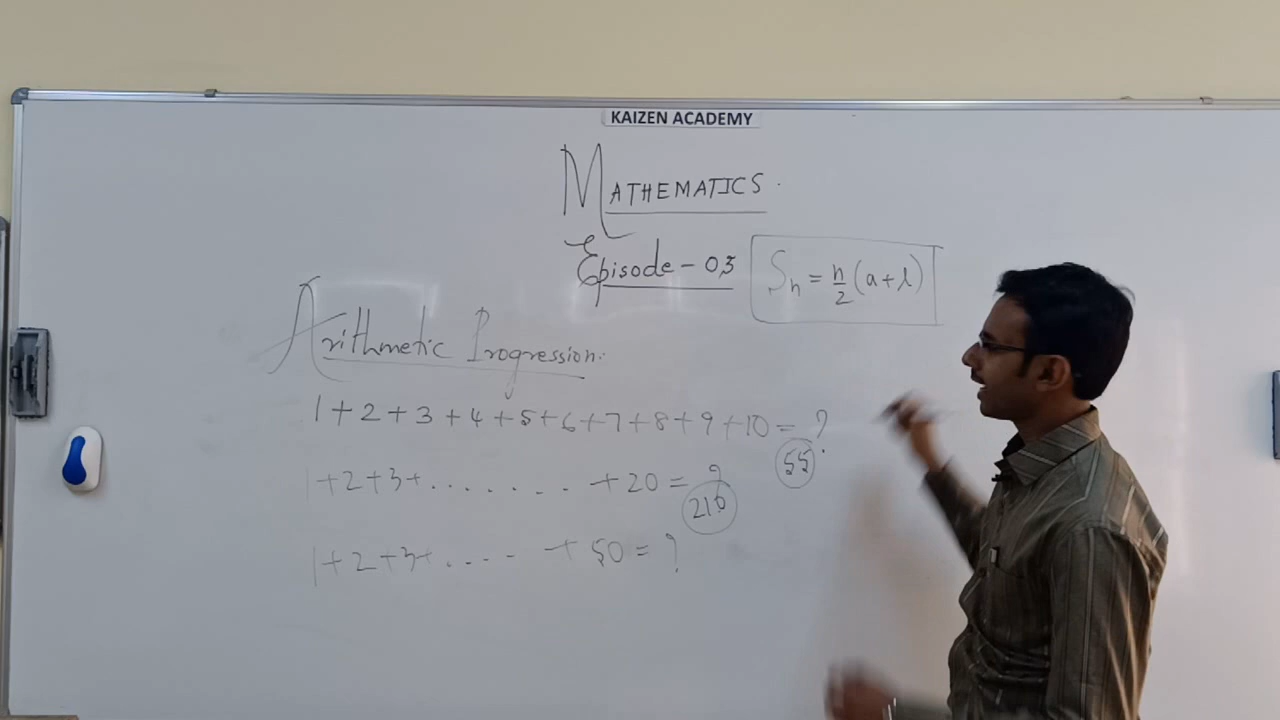 KAIZEN ACADEMY
MATHEMATICS.
Episode - 03
Sn = n/2 (a+l)
Arithmetic Progression.
1+2+3+4+5+6+7+8+9+10 = ?
55
1+2+3+.......+20 = ?
210
1+2+3+....+50 = ?